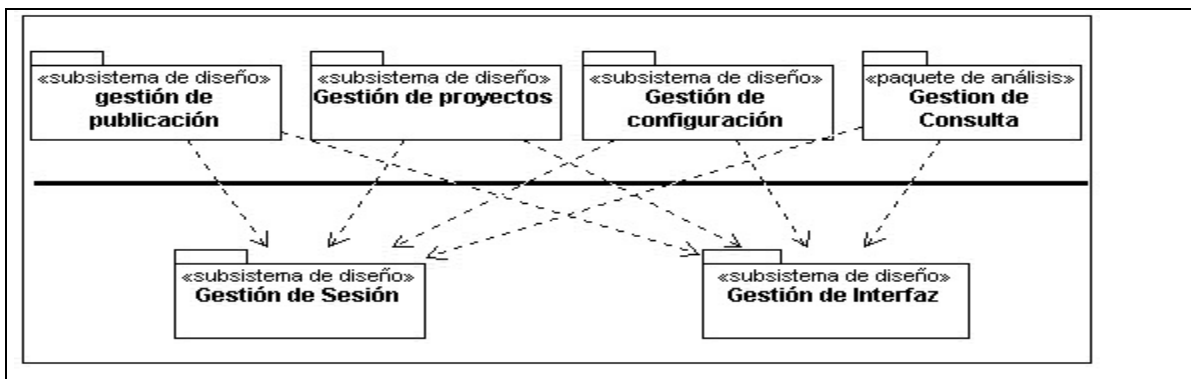 «subsistema de diseño»
gestión de
publicación
«subsistema de diseño»
Gestión de proyectos
«subsistema de diseño»
Gestión de
configuración
«paquete de análisis»
Gestion de
Consulta
«subsistema de diseño»
Gestión de Sesión
«subsistema de diseño»
Gestión de Interfaz